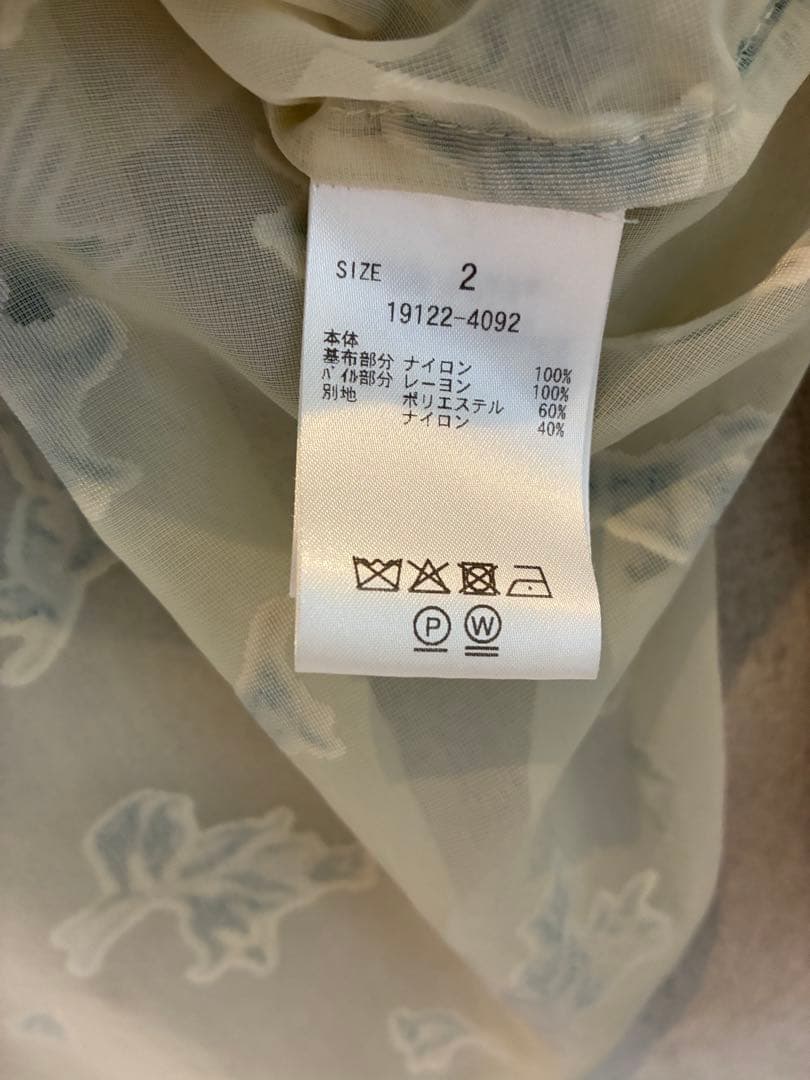 SIZE 2
19122-4092
本体
基布部分 ナイロン 100%
パイル部分 レーヨン 100%
別地 ポリエステル 60%
ナイロン 40%
P W